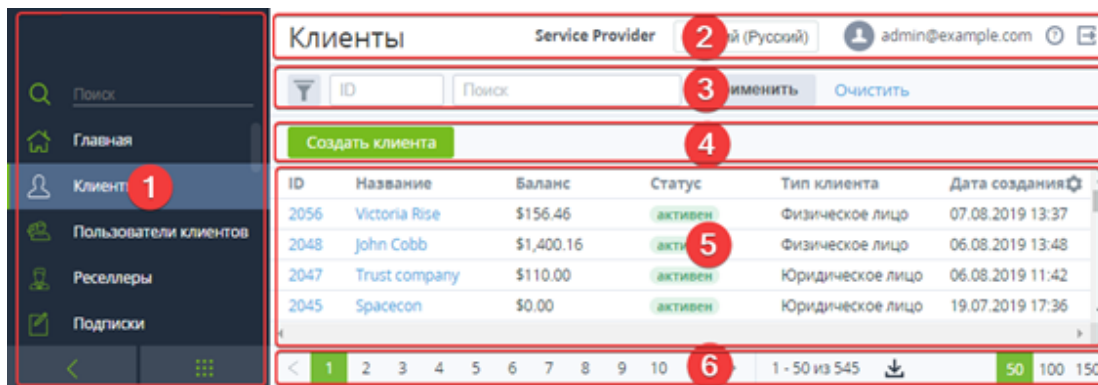 Поиск
Главная
1
Пользователи клиентов
Реселлеры
Подписки
Клиенты Service Provider 2 (Русский) admin@example.com
ID Поиск 3 Очистить
Создать клиента 4
ID Название Баланс Статус Тип клиента Дата создания
2056 Victoria Rise $156.46 активен Физическое лицо 07.08.2019 13:37
2048 John Cobb $1,400.16 5 Физическое лицо 06.08.2019 13:48
2047 Trust company $110.00 активен Юридическое лицо 06.08.2019 11:42
2045 Spacecon $0.00 активен Юридическое лицо 19.07.2019 17:36
< 1 2 3 4 5 6 7 8 9 10 6 1 - 50 из 545 50 100 150